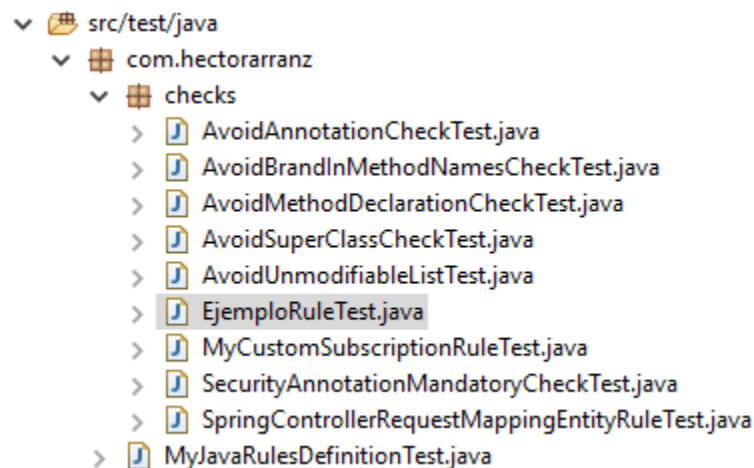 src/test/java
com.hectorarranz
checks
AvoidAnnotationCheckTest.java
AvoidBrandInMethodNamesCheckTest.java
AvoidMethodDeclarationCheckTest.java
AvoidSuperClassCheckTest.java
AvoidUnmodifiableListTest.java
EjemploRuleTest.java
MyCustomSubscriptionRuleTest.java
SecurityAnnotationMandatoryCheckTest.java
SpringControllerRequestMappingEntityRuleTest.java
MyJavaRulesDefinitionTest.java